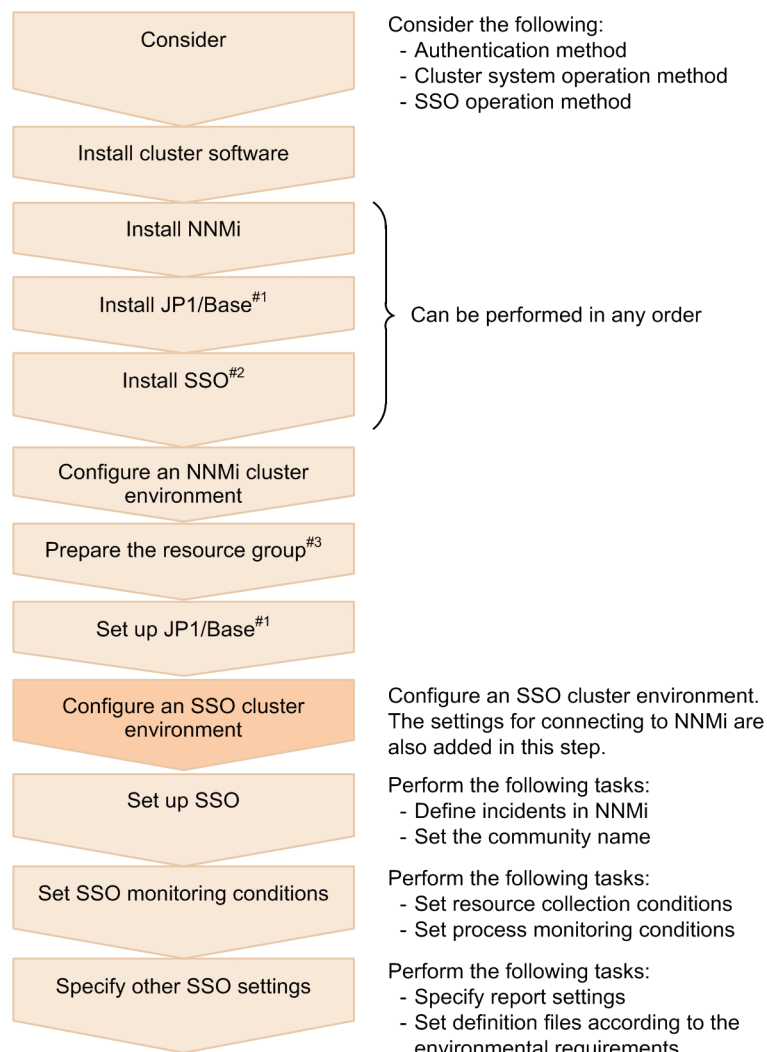 Consider
Consider the following:
- Authentication method
- Cluster system operation method
- SSO operation method
Install cluster software
Install NNMi
Install JP1/Base#1
Install SSO#2
Can be performed in any order
Configure an NNMi cluster
environment
Prepare the resource group#3
Set up JP1/Base#1
Configure an SSO cluster
environment
Configure an SSO cluster environment.
The settings for connecting to NNMi are
also added in this step.
Set up SSO
Perform the following tasks:
- Define incidents in NNMi
- Set the community name
Set SSO monitoring conditions
Perform the following tasks:
- Set resource collection conditions
- Set process monitoring conditions
Specify other SSO settings
Perform the following tasks:
- Specify report settings
- Set definition files according to the
environmental requirements